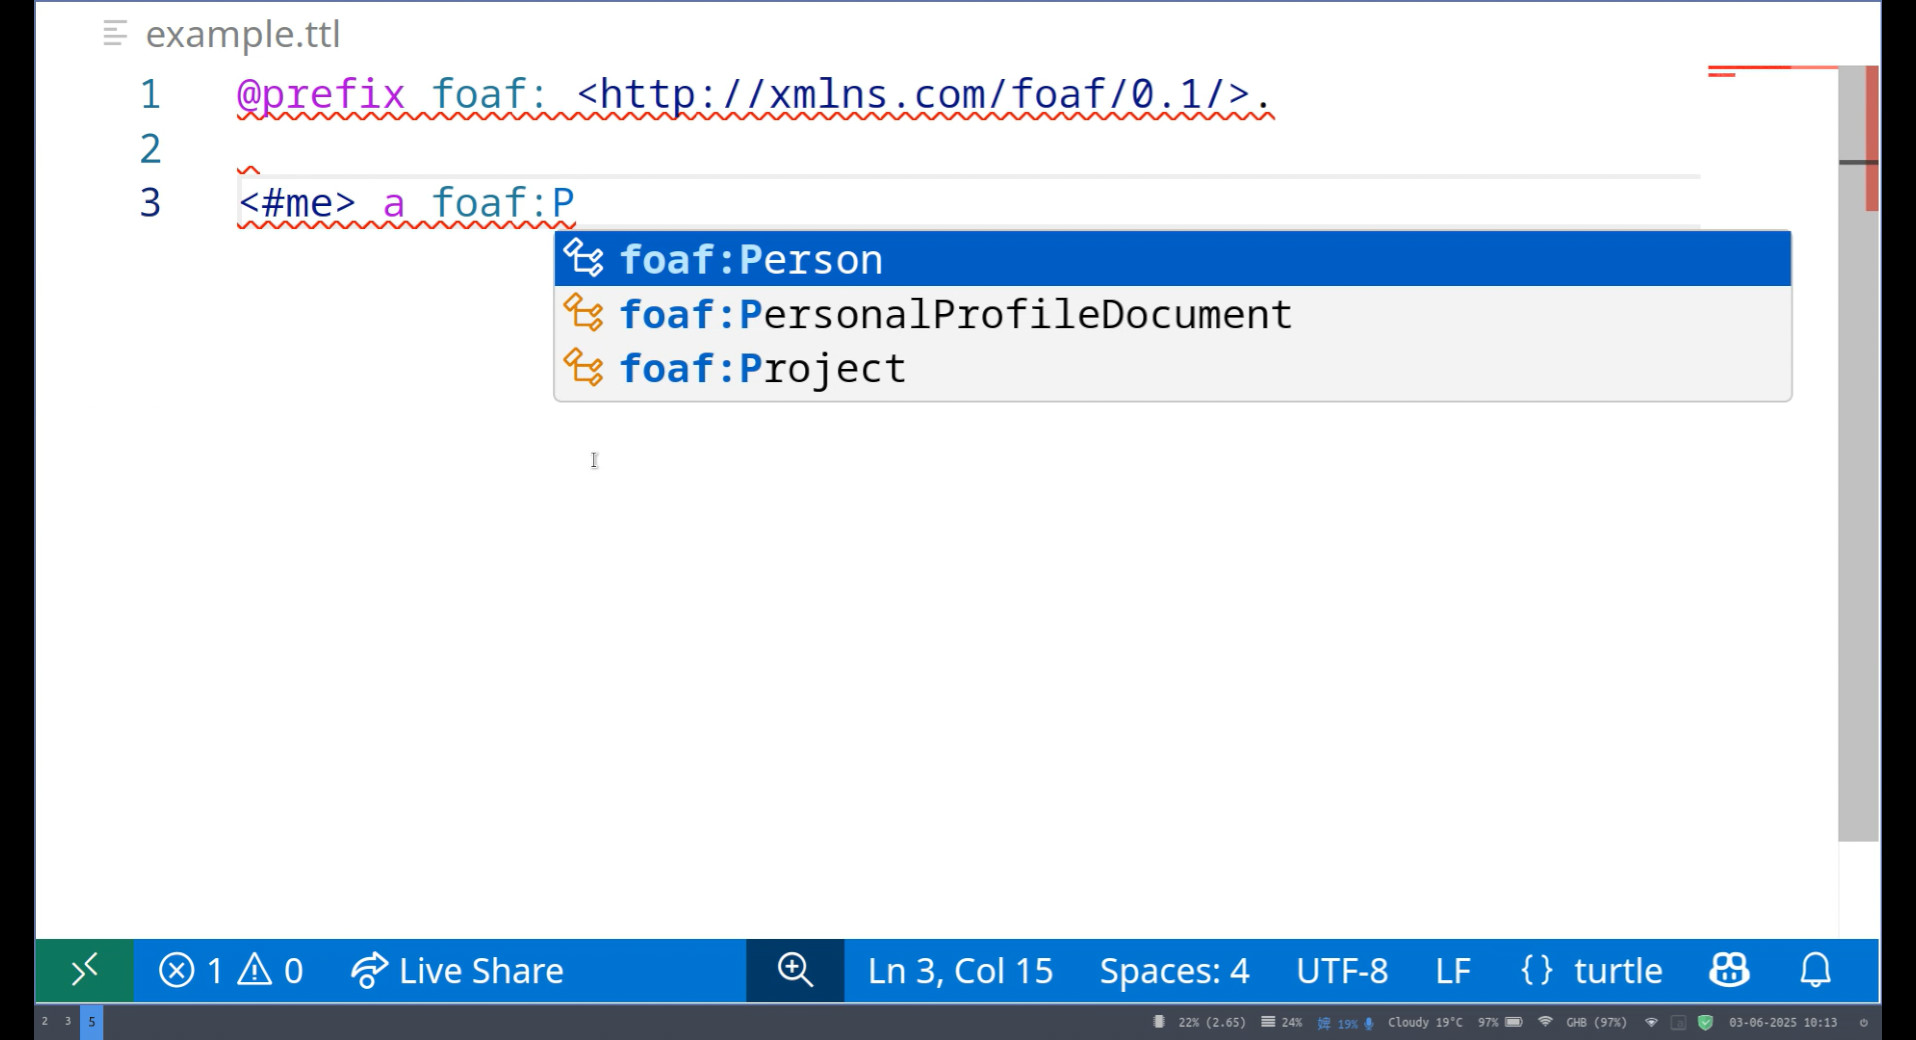 example.ttl
1 @prefix foaf: <http://xmlns.com/foaf/0.1/>.
2
3 <#me> a foaf:P
foaf:Person
foaf:PersonalProfileDocument
foaf:Project
1 0 Live Share Ln 3, Col 15 Spaces: 4 UTF-8 LF {} turtle
2 3 5 22% (2.65) 24% 19% Cloudy 19°C 97% GHB (97%) 03-06-2025 10:13